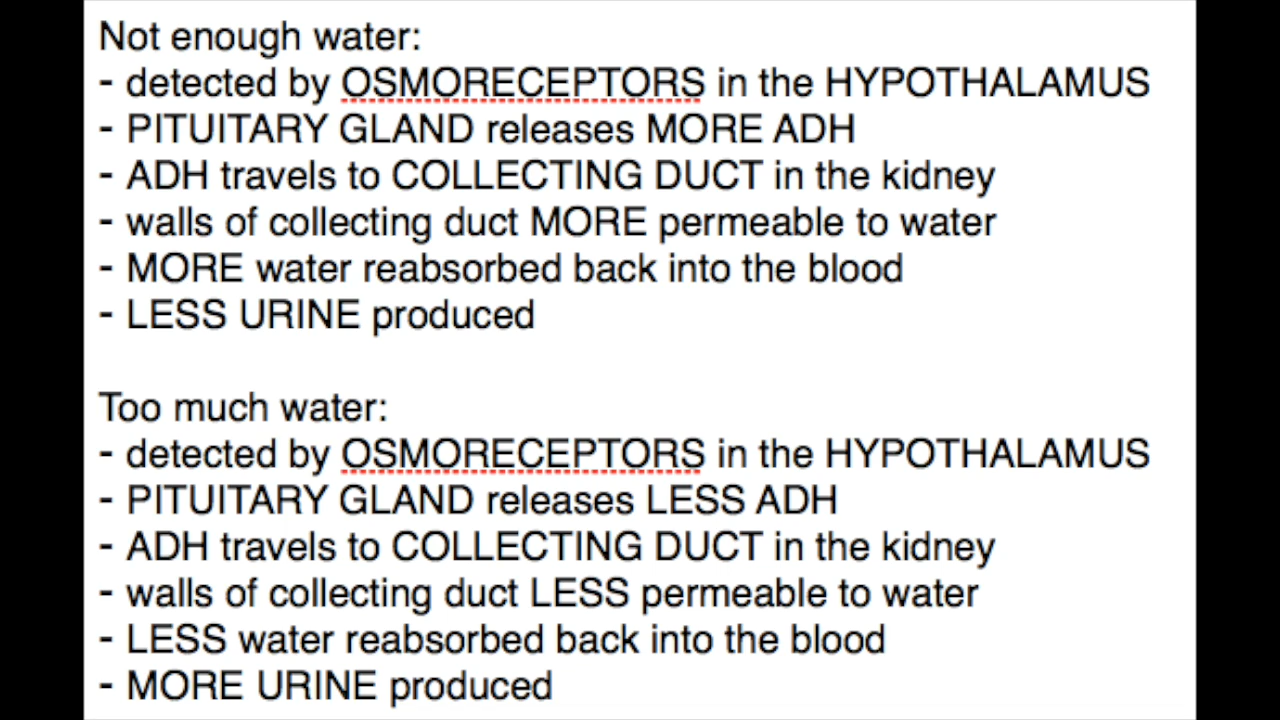 Not enough water:
- detected by OSMORECEPTORS in the HYPOTHALAMUS
- PITUITARY GLAND releases MORE ADH
- ADH travels to COLLECTING DUCT in the kidney
- walls of collecting duct MORE permeable to water
- MORE water reabsorbed back into the blood
- LESS URINE produced
Too much water:
- detected by OSMORECEPTORS in the HYPOTHALAMUS
- PITUITARY GLAND releases LESS ADH
- ADH travels to COLLECTING DUCT in the kidney
- walls of collecting duct LESS permeable to water
- LESS water reabsorbed back into the blood
- MORE URINE produced